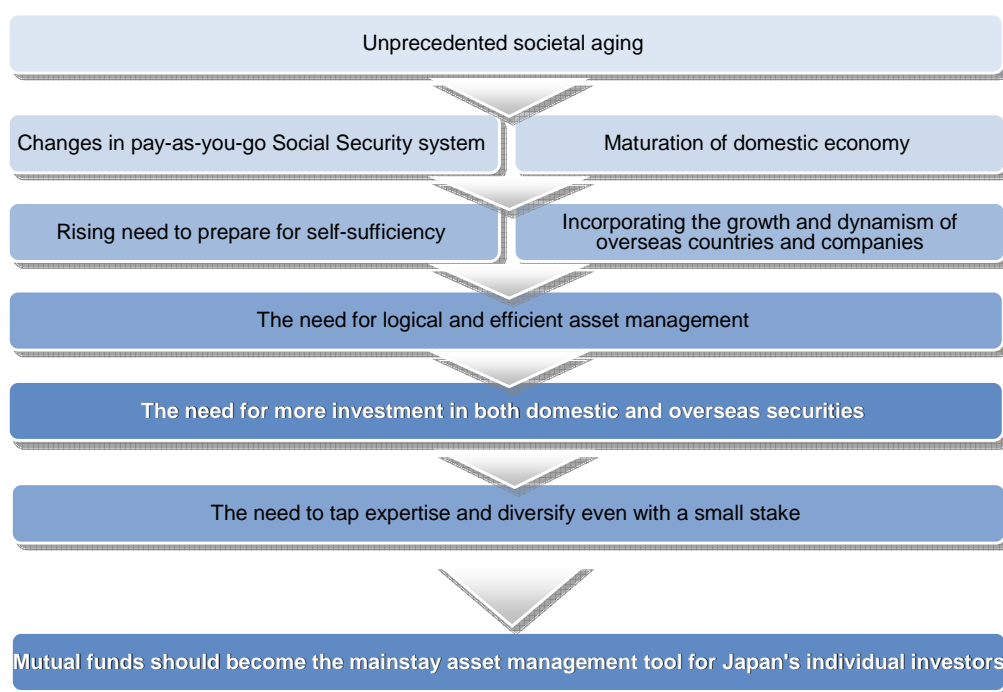 Unprecedented societal aging
Changes in pay-as-you-go Social Security system
Maturation of domestic economy
Rising need to prepare for self-sufficiency
Incorporating the growth and dynamism of
overseas countries and companies
The need for logical and efficient asset management
The need for more investment in both domestic and overseas securities
The need to tap expertise and diversify even with a small stake
Mutual funds should become the mainstay asset management tool for Japan's individual investors